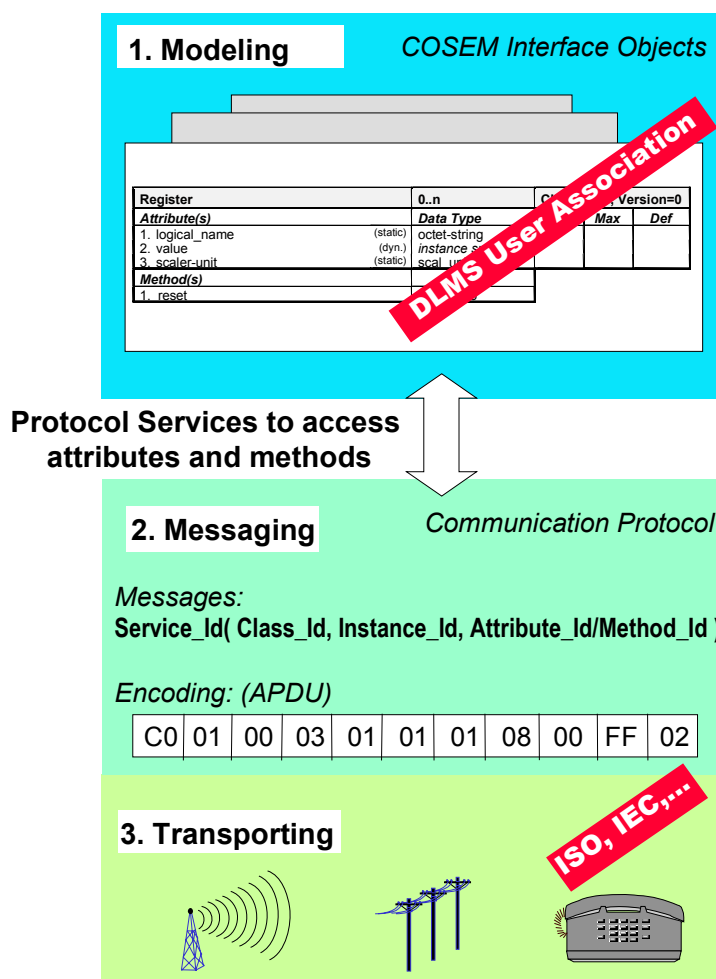 1. Modeling
COSEM Interface Objects
DLMS User Association
Register 0..n Version=0
Attribute(s) Data Type Max Def
1. logical_name (static) octet-string
2. value (dyn.) instance
3. scaler-unit (static)
Method(s)
1. reset
Protocol Services to access
attributes and methods
2. Messaging
Communication Protocol
Messages:
Service_Id( Class_Id, Instance_Id, Attribute_Id/Method_Id )
Encoding: (APDU)
C0 01 00 03 01 01 01 08 00 FF 02
3. Transporting
ISO, IEC,...